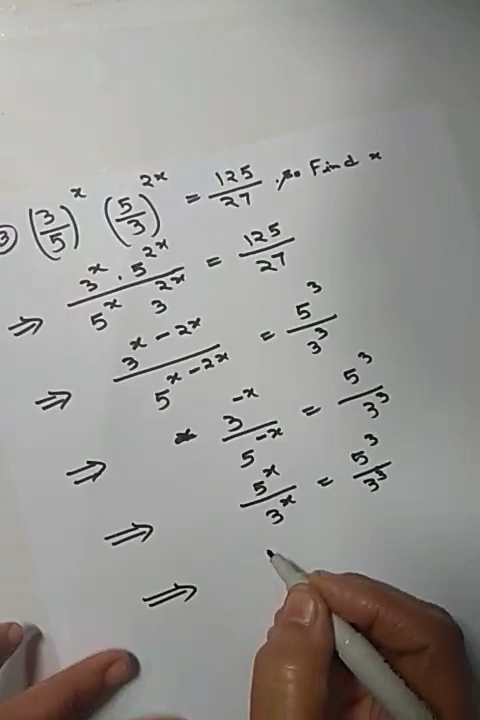 ③ (3/5)^x (5/3)^2x = 125/27 . Find x
⇒ 3^x . 5^2x / 5^x 3^2x = 125/27
⇒ 3^x-2x / 5^x-2x = 5^3 / 3^3
⇒ 3^-x / 5^-x = 5^3 / 3^3
⇒ 5^x / 3^x = 5^3 / 3^3
⇒